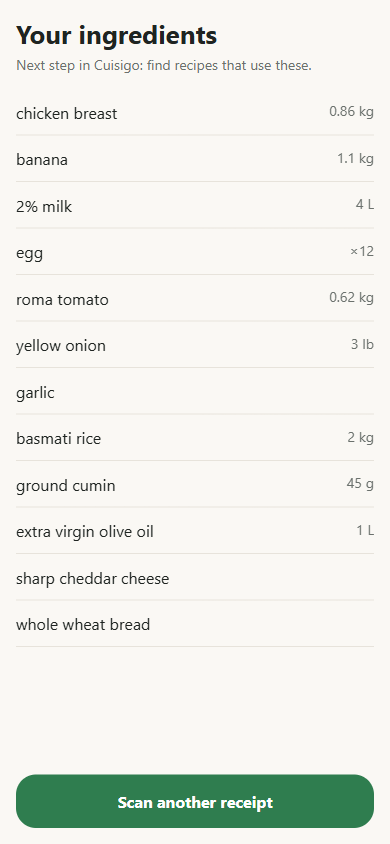 Your ingredients
Next step in Cuisigo: find recipes that use these.
chicken breast 0.86 kg
banana 1.1 kg
2% milk 4 L
egg ×12
roma tomato 0.62 kg
yellow onion 3 lb
garlic
basmati rice 2 kg
ground cumin 45 g
extra virgin olive oil 1 L
sharp cheddar cheese
whole wheat bread
Scan another receipt